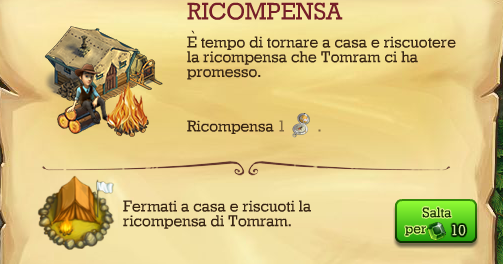 RICOMPENSA
È tempo di tornare a casa e riscuotere
la ricompensa che Tomram ci ha
promesso.
Ricompensa 1 .
Fermati a casa e riscuoti la
ricompensa di Tomram.
Salta
per 10